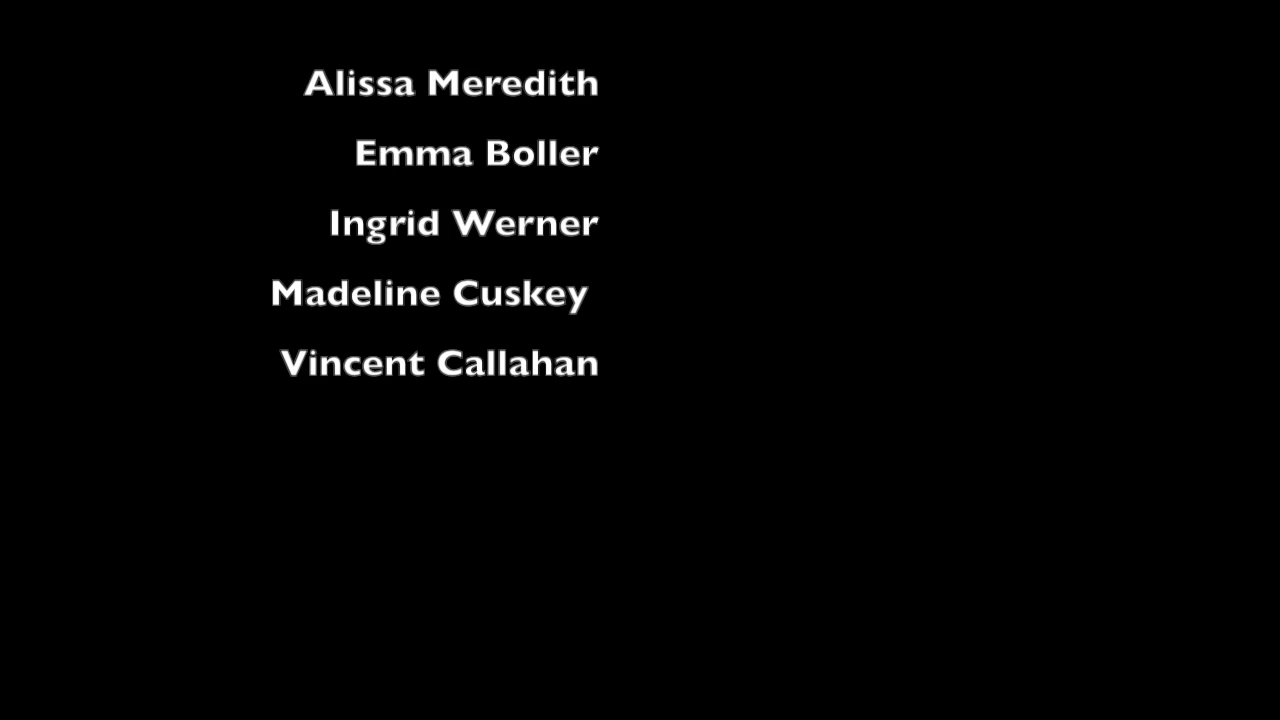 Alissa Meredith
Emma Boller
Ingrid Werner
Madeline Cuskey
Vincent Callahan